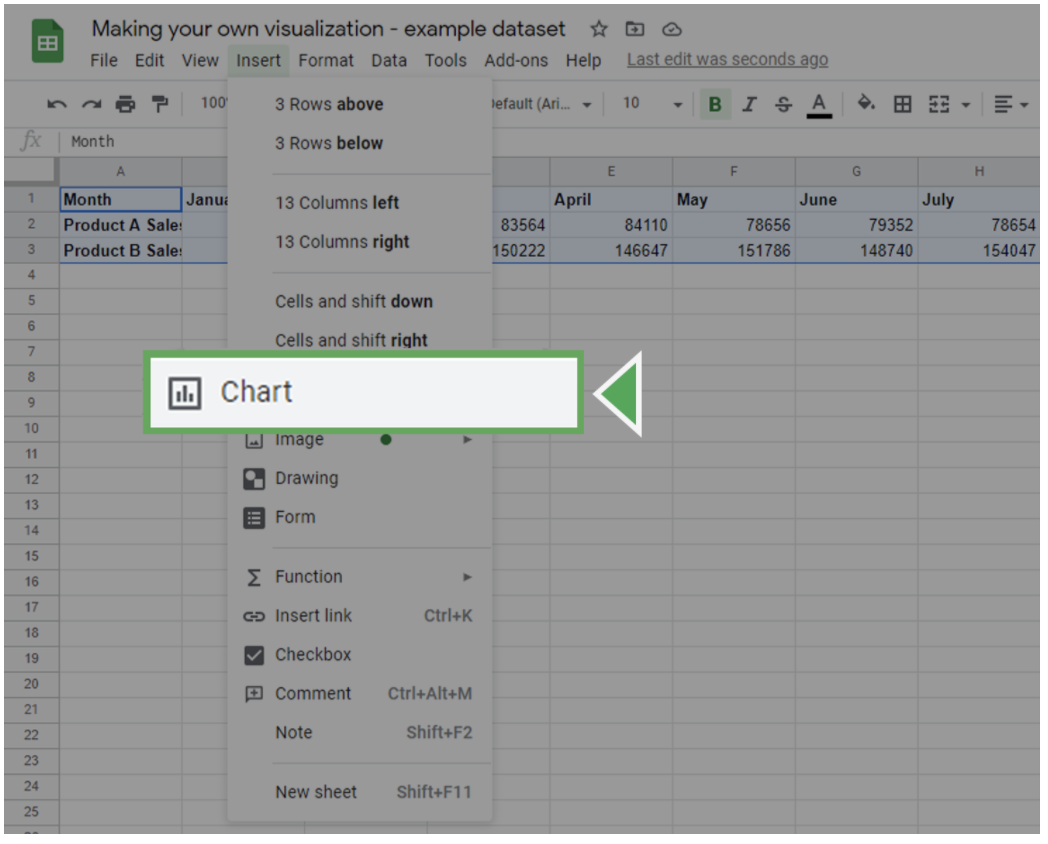 Making your own visualization - example dataset
File Edit View Insert Format Data Tools Add-ons Help Last edit was seconds ago
100 Default (Ari... 10 B I S A
fx Month
A E F G H
1 Month April May June July
2 Product A 83564 84110 78656 79352 78654
3 Product B 150222 146647 151786 148740 154047
4
5
6
7
8
9
10
11
12
13
14
15
16
17
18
19
20
21
22
23
24
25
3 Rows above
3 Rows below
13 Columns left
13 Columns right
Cells and shift down
Cells and shift right
Chart
Image
Drawing
Form
Function
Insert link Ctrl+K
Checkbox
Comment Ctrl+Alt+M
Note Shift+F2
New sheet Shift+F11